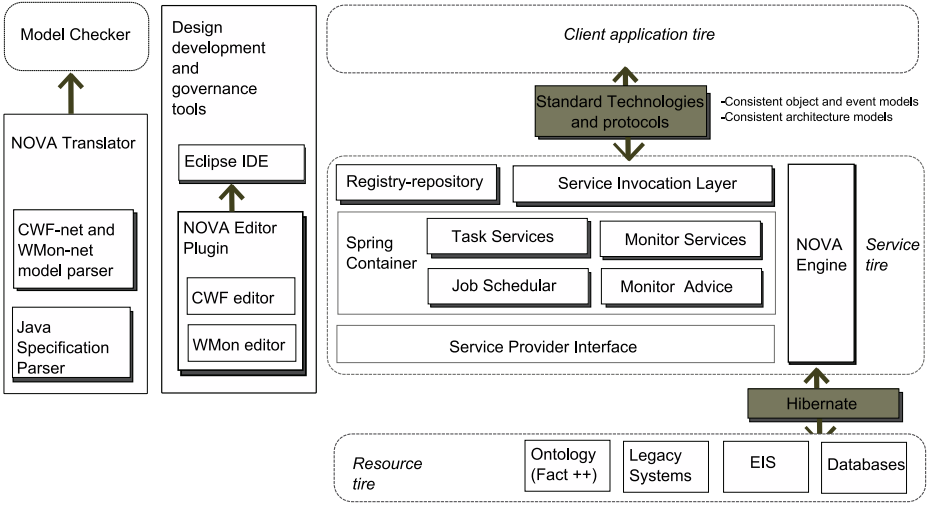 Model Checker
NOVA Translator
CWF-net and
WMon-net
model parser
Java
Specification
Parser
Design
development
and
governance
tools
Eclipse IDE
NOVA Editor
Plugin
CWF editor
WMon editor
Client application tire
Standard Technologies
and protocols
-Consistent object and event models
-Consistent architecture models
Registry-repository
Service Invocation Layer
Spring
Container
Task Services
Monitor Services
Job Schedular
Monitor Advice
Service Provider Interface
NOVA
Engine
Service
tire
Hibernate
Resource
tire
Ontology
(Fact ++)
Legacy
Systems
EIS
Databases